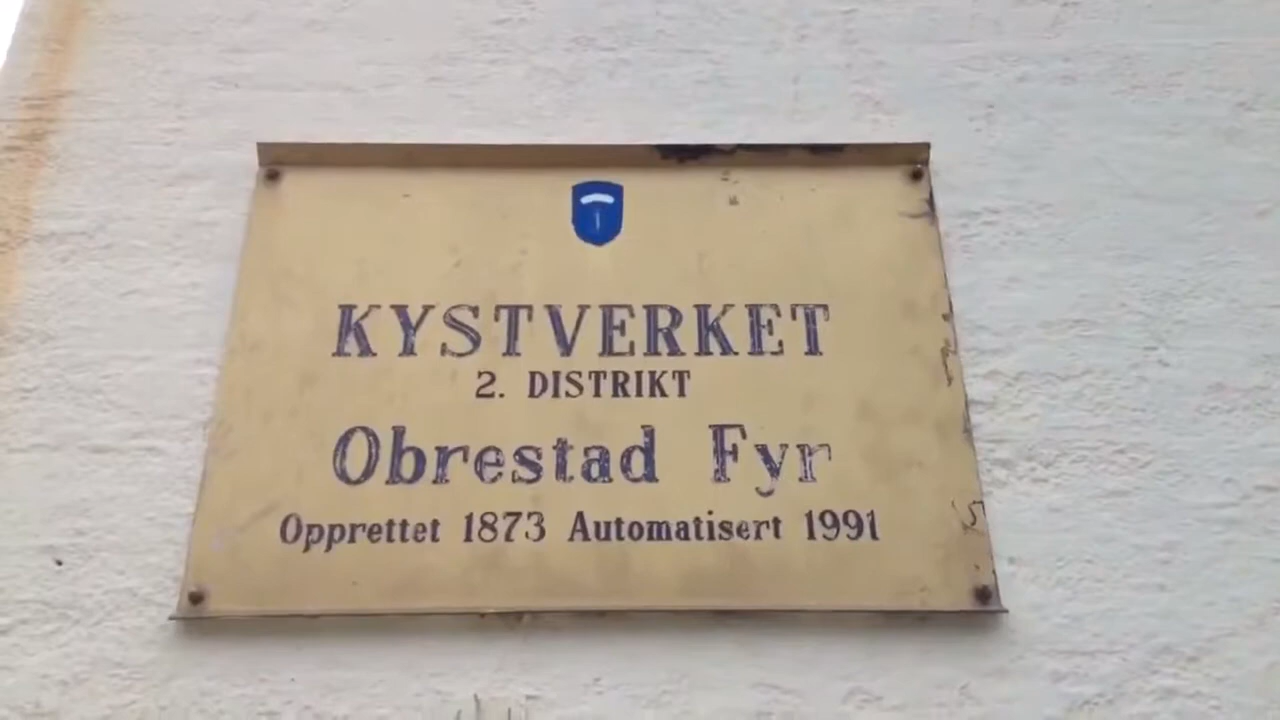 KYSTVERKET
2. DISTRIKT
Obrestad Fyr
Opprettet 1873 Automatisert 1991